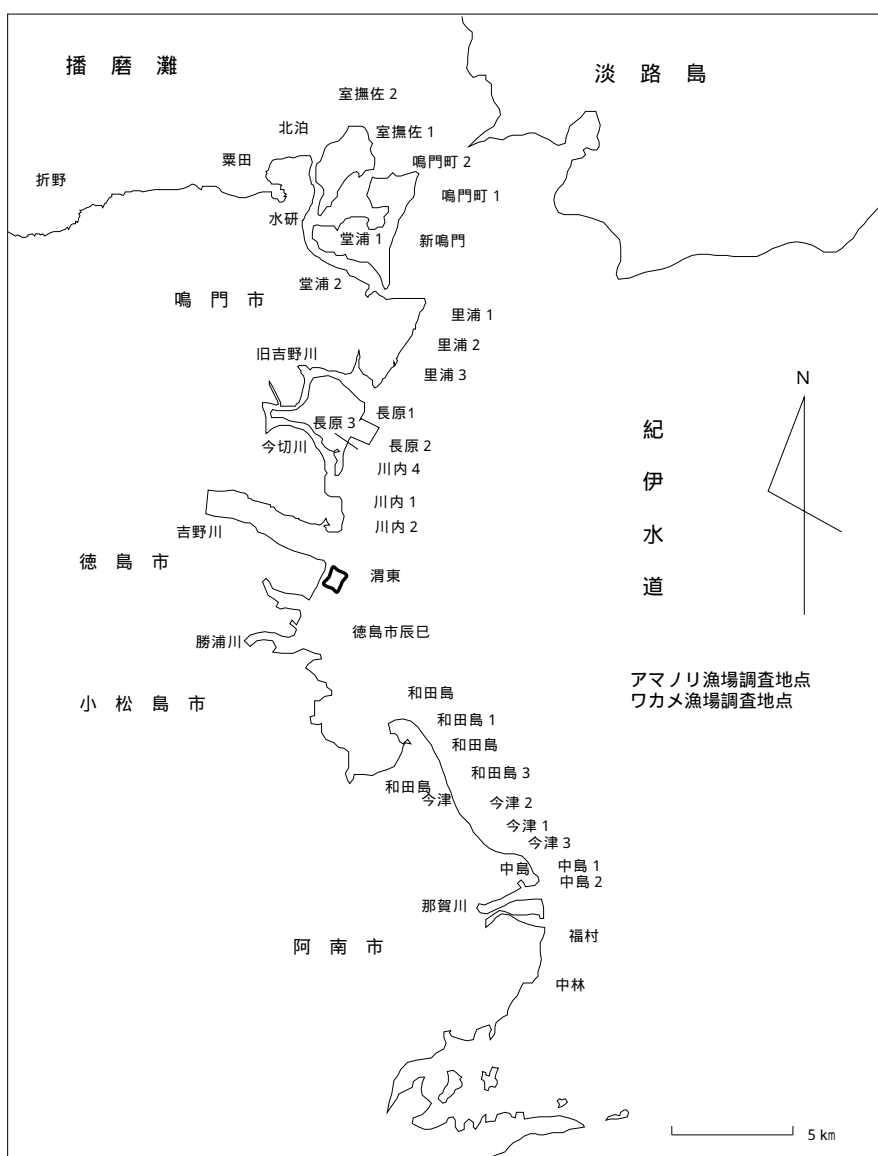 播磨灘
淡路島
室撫佐2
北泊
室撫佐1
粟田
鳴門町2
折野
鳴門町1
水研
堂浦1
新鳴門
堂浦2
鳴門市
里浦1
里浦2
旧吉野川
里浦3
N
長原1
長原3
紀伊水道
今切川
長原2
川内4
川内1
吉野川
川内2
徳島市
渭東
徳島市辰巳
勝浦川
アマノリ漁場調査地点
ワカメ漁場調査地点
小松島市
和田島
和田島1
和田島
和田島3
和田島
今津
今津2
今津1
今津3
中島
中島1
中島2
那賀川
福村
阿南市
中林
5km